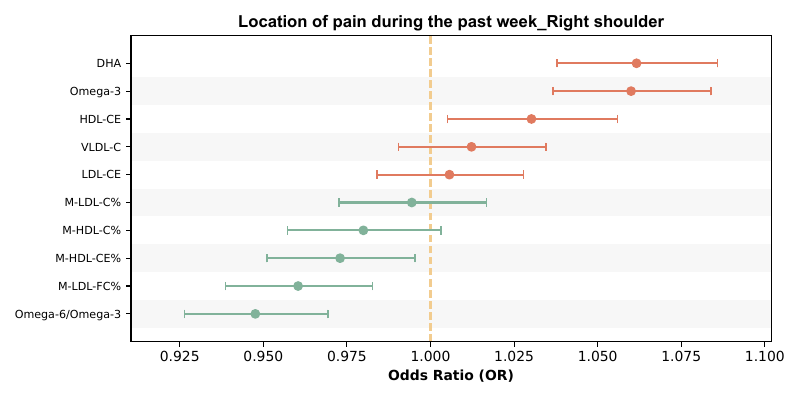 Location of pain during the past week_Right shoulder
DHA
Omega-3
HDL-CE
VLDL-C
LDL-CE
M-LDL-C%
M-HDL-C%
M-HDL-CE%
M-LDL-FC%
Omega-6/Omega-3
0.925 0.950 0.975 1.000 1.025 1.050 1.075 1.100
Odds Ratio (OR)